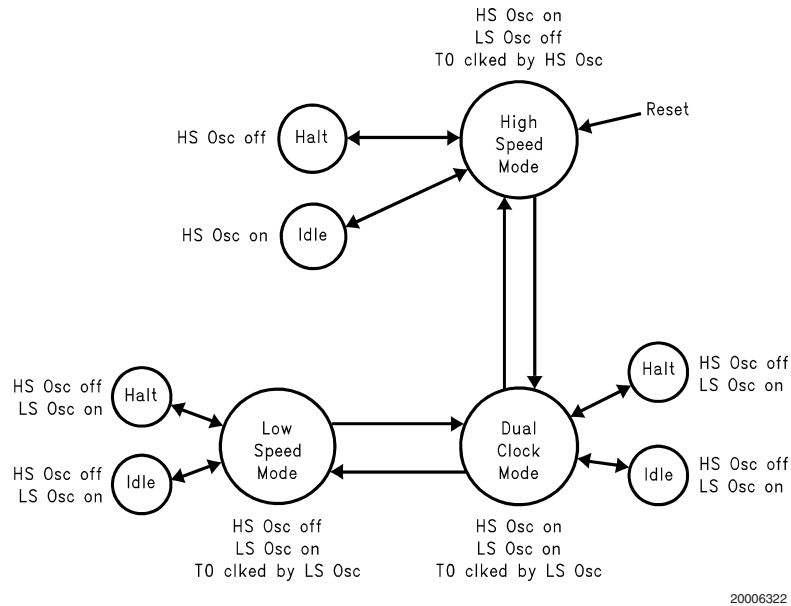 HS Osc on
LS Osc off
T0 clked by HS Osc
High
Speed
Mode
Reset
HS Osc off
Halt
HS Osc on
Idle
HS Osc off
LS Osc on
Halt
HS Osc off
LS Osc on
Idle
Low
Speed
Mode
HS Osc off
LS Osc on
T0 clked by LS Osc
Dual
Clock
Mode
HS Osc on
LS Osc on
T0 clked by LS Osc
Halt
HS Osc off
LS Osc on
Idle
HS Osc off
LS Osc on
20006322